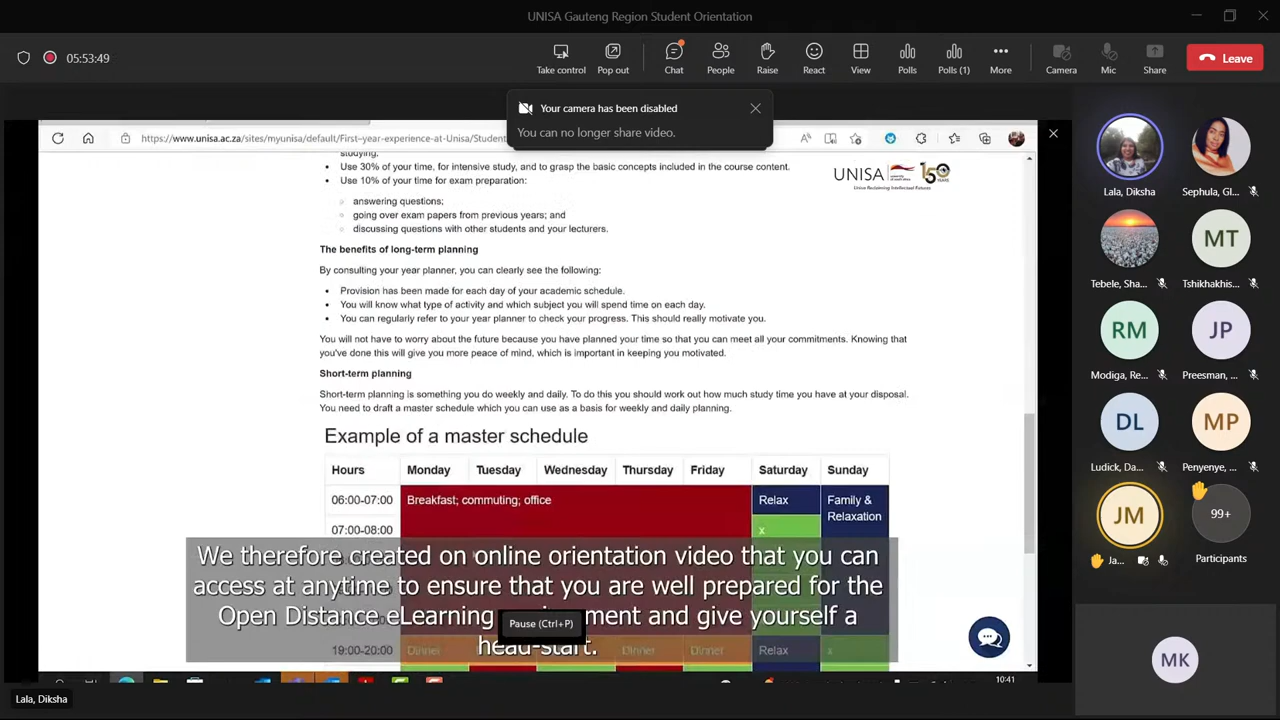 UNISA Gauteng Region Student Orientation
05:53:49
Take control
Pop out
Chat
People
Raise
React
View
Polls
Polls (1)
More
Camera
Mic
Share
Leave
Your camera has been disabled
You can no longer share video.
https://www.unisa.ac.za/sites/myunisa/default/First-year-experience-at-Unisa/Student
studying;
Use 30% of your time, for intensive study, and to grasp the basic concepts included in the course content.
Use 10% of your time for exam preparation:
answering questions;
going over exam papers from previous years; and
discussing questions with other students and your lecturers.
UNISA
150
YEARS
The benefits of long-term planning
By consulting your year planner, you can clearly see the following:
Provision has been made for each day of your academic schedule.
You will know what type of activity and which subject you will spend time on each day.
You can regularly refer to your year planner to check your progress. This should really motivate you.
You will not have to worry about the future because you have planned your time so that you can meet all your commitments. Knowing that
you've done this will give you more peace of mind, which is important in keeping you motivated.
Short-term planning
Short-term planning is something you do weekly and daily. To do this you should work out how much study time you have at your disposal.
You need to draft a master schedule which you can use as a basis for weekly and daily planning.
Example of a master schedule
Hours Monday Tuesday Wednesday Thursday Friday Saturday Sunday
06:00-07:00 Breakfast; commuting; office Relax Family &
Relaxation
07:00-08:00 x
We therefore created on online orientation video that you can
access at anytime to ensure that you are well prepared for the
Open Distance eLearning ment and give yourself a
head-start.
Pause (Ctrl+P)
19:00-20:00 Dinner Dinner Dinner Relax x
10:41
Lala, Diksha
Lala, Diksha
Sephula, Gl...
Tebele, Sha...
MT
Tshikhakhis...
RM
Modiga, Re...
JP
Preesman, ...
DL
Ludick, Da...
MP
Penyenye, ...
JM
Ja...
99+
Participants
MK